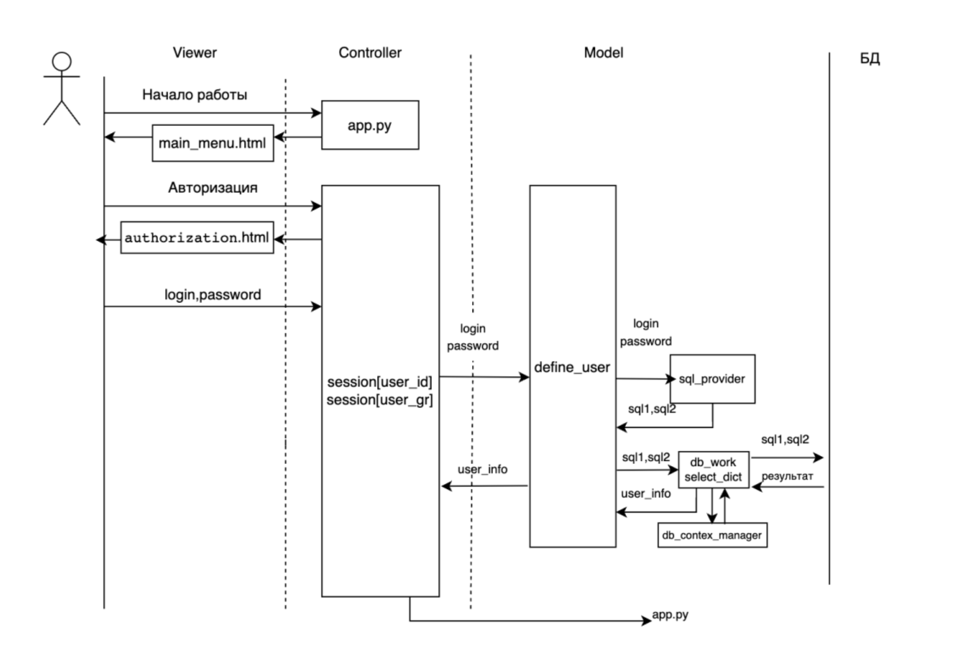 Viewer
Controller
Model
БД
Начало работы
app.py
main_menu.html
Авторизация
authorization.html
login,password
login
password
login
password
define_user
sql_provider
session[user_id]
session[user_gr]
sql1,sql2
sql1,sql2
sql1,sql2
db_work
select_dict
user_info
результат
user_info
db_contex_manager
app.py